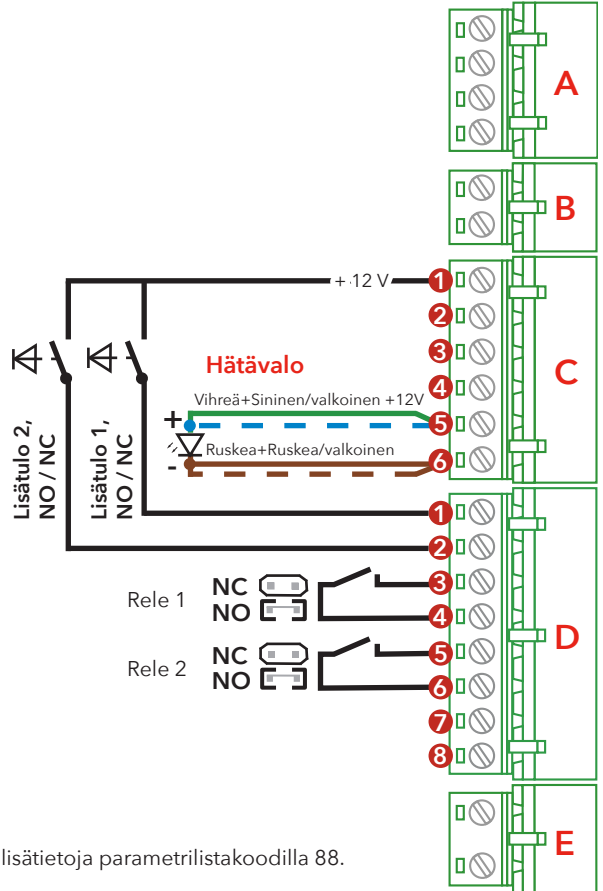 A
B
+ 12 V
1
2
3
4
5
6
C
Hätävalo
Vihreä+Sininen/valkoinen +12V
+
Ruskea+Ruskea/valkoinen
-
Lisätulo 2,
NO / NC
Lisätulo 1,
NO / NC
1
2
3
4
5
6
7
8
D
Rele 1
NC
NO
Rele 2
NC
NO
E
lisätietoja parametrilistakoodilla 88.